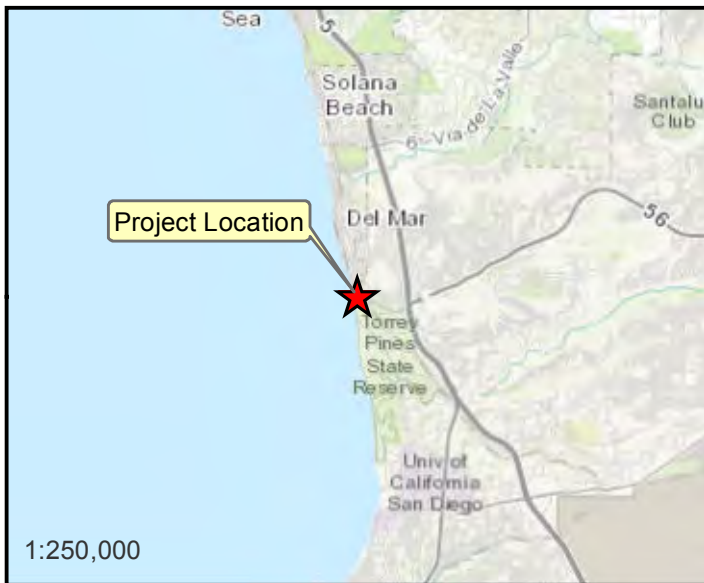 Sea
5
Solana
Beach
6
Via de La Valle
Santalu
Club
Project Location
Del Mar
56
Torrey
Pines
State
Reserve
Univ of
California
San Diego
1:250,000